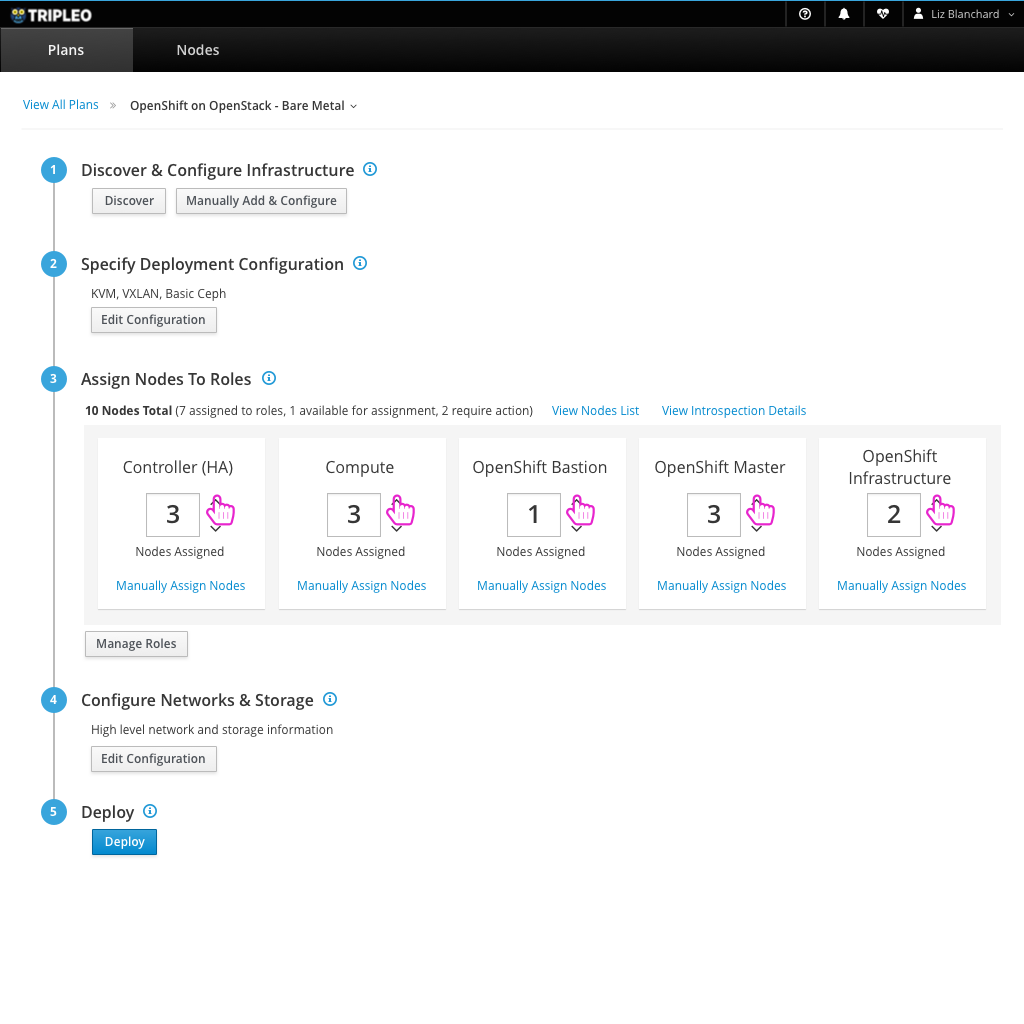 TRIPLEO
Liz Blanchard
Plans
Nodes
View All Plans » OpenShift on OpenStack - Bare Metal
1 Discover & Configure Infrastructure
Discover
Manually Add & Configure
2 Specify Deployment Configuration
KVM, VXLAN, Basic Ceph
Edit Configuration
3 Assign Nodes To Roles
10 Nodes Total (7 assigned to roles, 1 available for assignment, 2 require action) View Nodes List View Introspection Details
Controller (HA)
3
Nodes Assigned
Manually Assign Nodes
Compute
3
Nodes Assigned
Manually Assign Nodes
OpenShift Bastion
1
Nodes Assigned
Manually Assign Nodes
OpenShift Master
3
Nodes Assigned
Manually Assign Nodes
OpenShift
Infrastructure
2
Nodes Assigned
Manually Assign Nodes
Manage Roles
4 Configure Networks & Storage
High level network and storage information
Edit Configuration
5 Deploy
Deploy